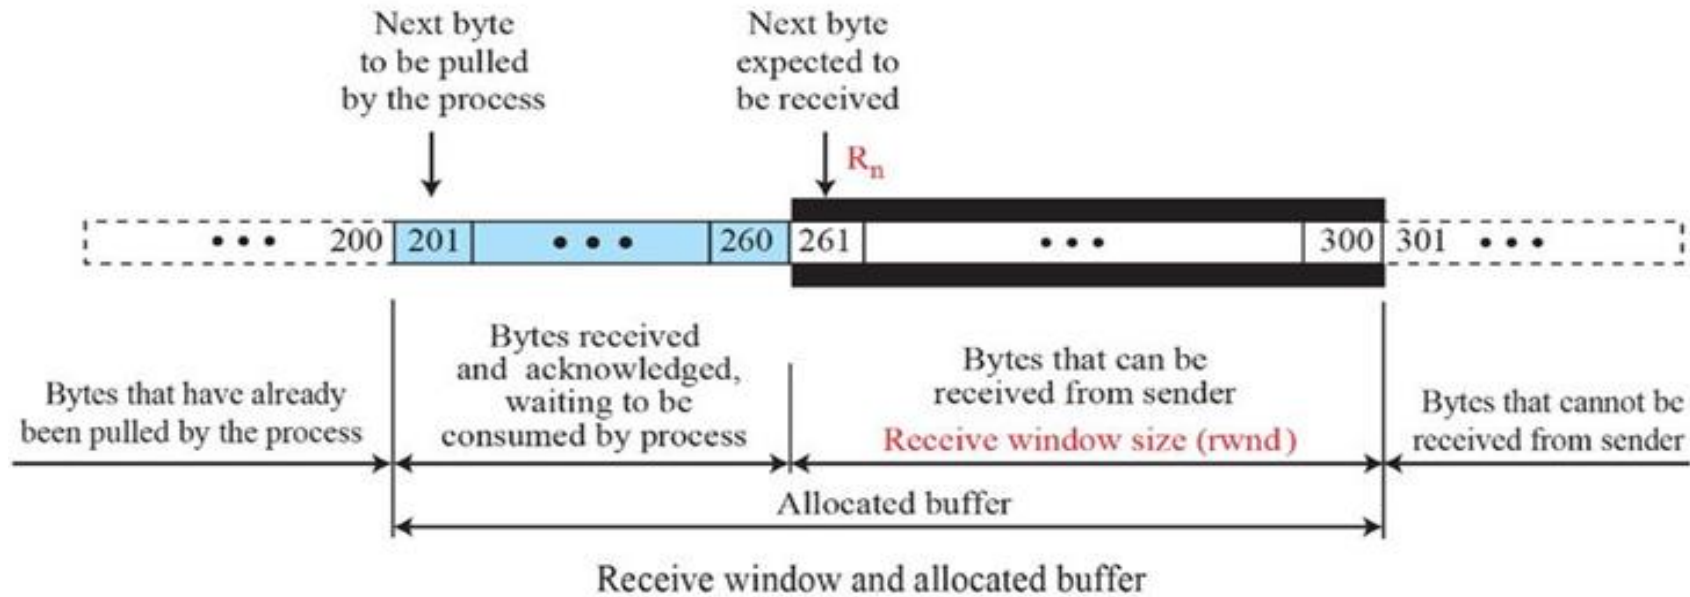 Next byte
to be pulled
by the process
Next byte
expected to
be received
Rn
••• 200 201 ••• 260 261 ••• 300 301 •••
Bytes that have already
been pulled by the process
Bytes received
and acknowledged,
waiting to be
consumed by process
Bytes that can be
received from sender
Receive window size (rwnd)
Bytes that cannot be
received from sender
Allocated buffer
Receive window and allocated buffer